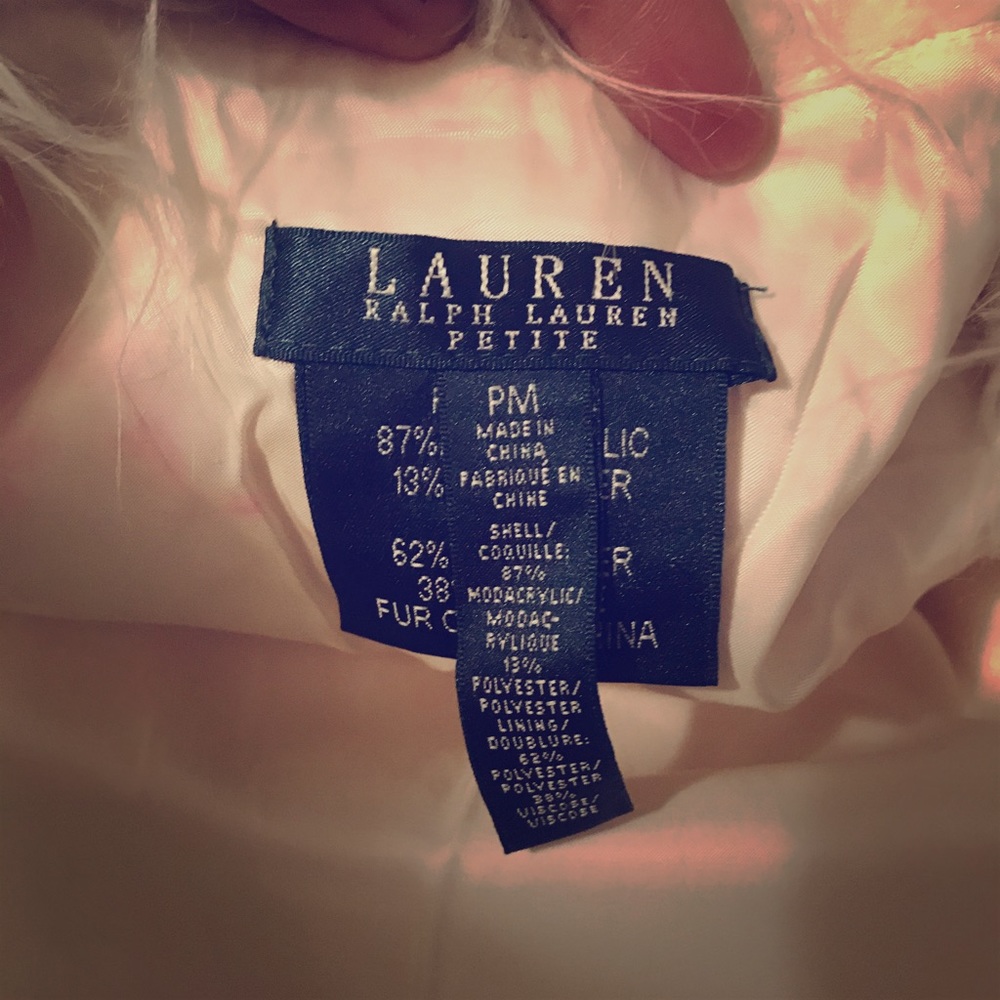 LAUREN
RALPH LAUREN
PETITE
PM
MADE IN
CHINA
FABRIQUÉ EN
CHINE
SHELL/
COQUILLE:
87%
MODACRYLIC/
MODAC-
RYLIQUE
13%
POLYESTER/
POLYESTER
LINING/
DOUBLURE:
62%
POLYESTER/
POLYESTER
38%
VISCOSE/
VISCOSE
87% LIC
13% ER
62% ER
38
FUR INA